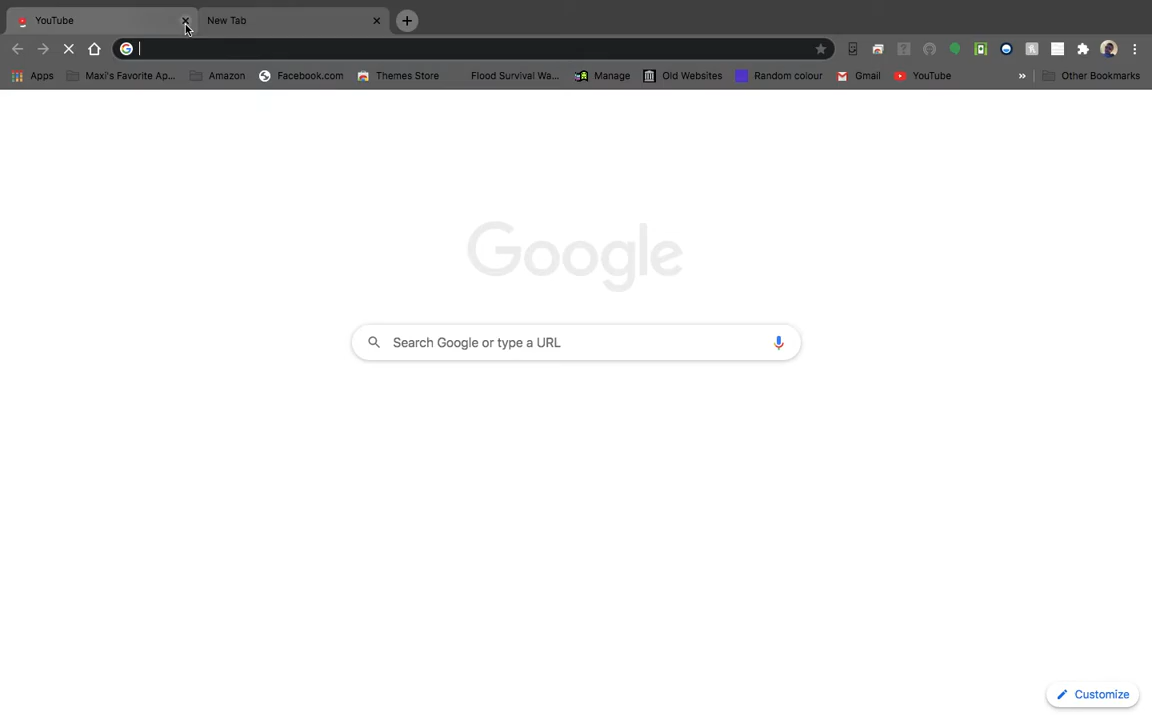 YouTube New Tab
Apps Maxi's Favorite Ap... Amazon Facebook.com Themes Store Flood Survival Wa... Manage Old Websites Random colour Gmail YouTube » Other Bookmarks
Google
Search Google or type a URL
Customize